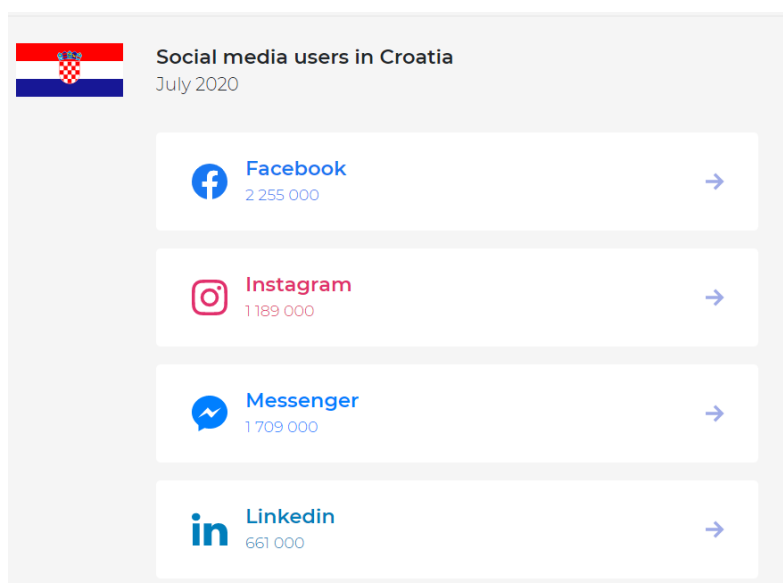 Social media users in Croatia
July 2020
Facebook
2 255 000
Instagram
1 189 000
Messenger
1 709 000
Linkedin
661 000